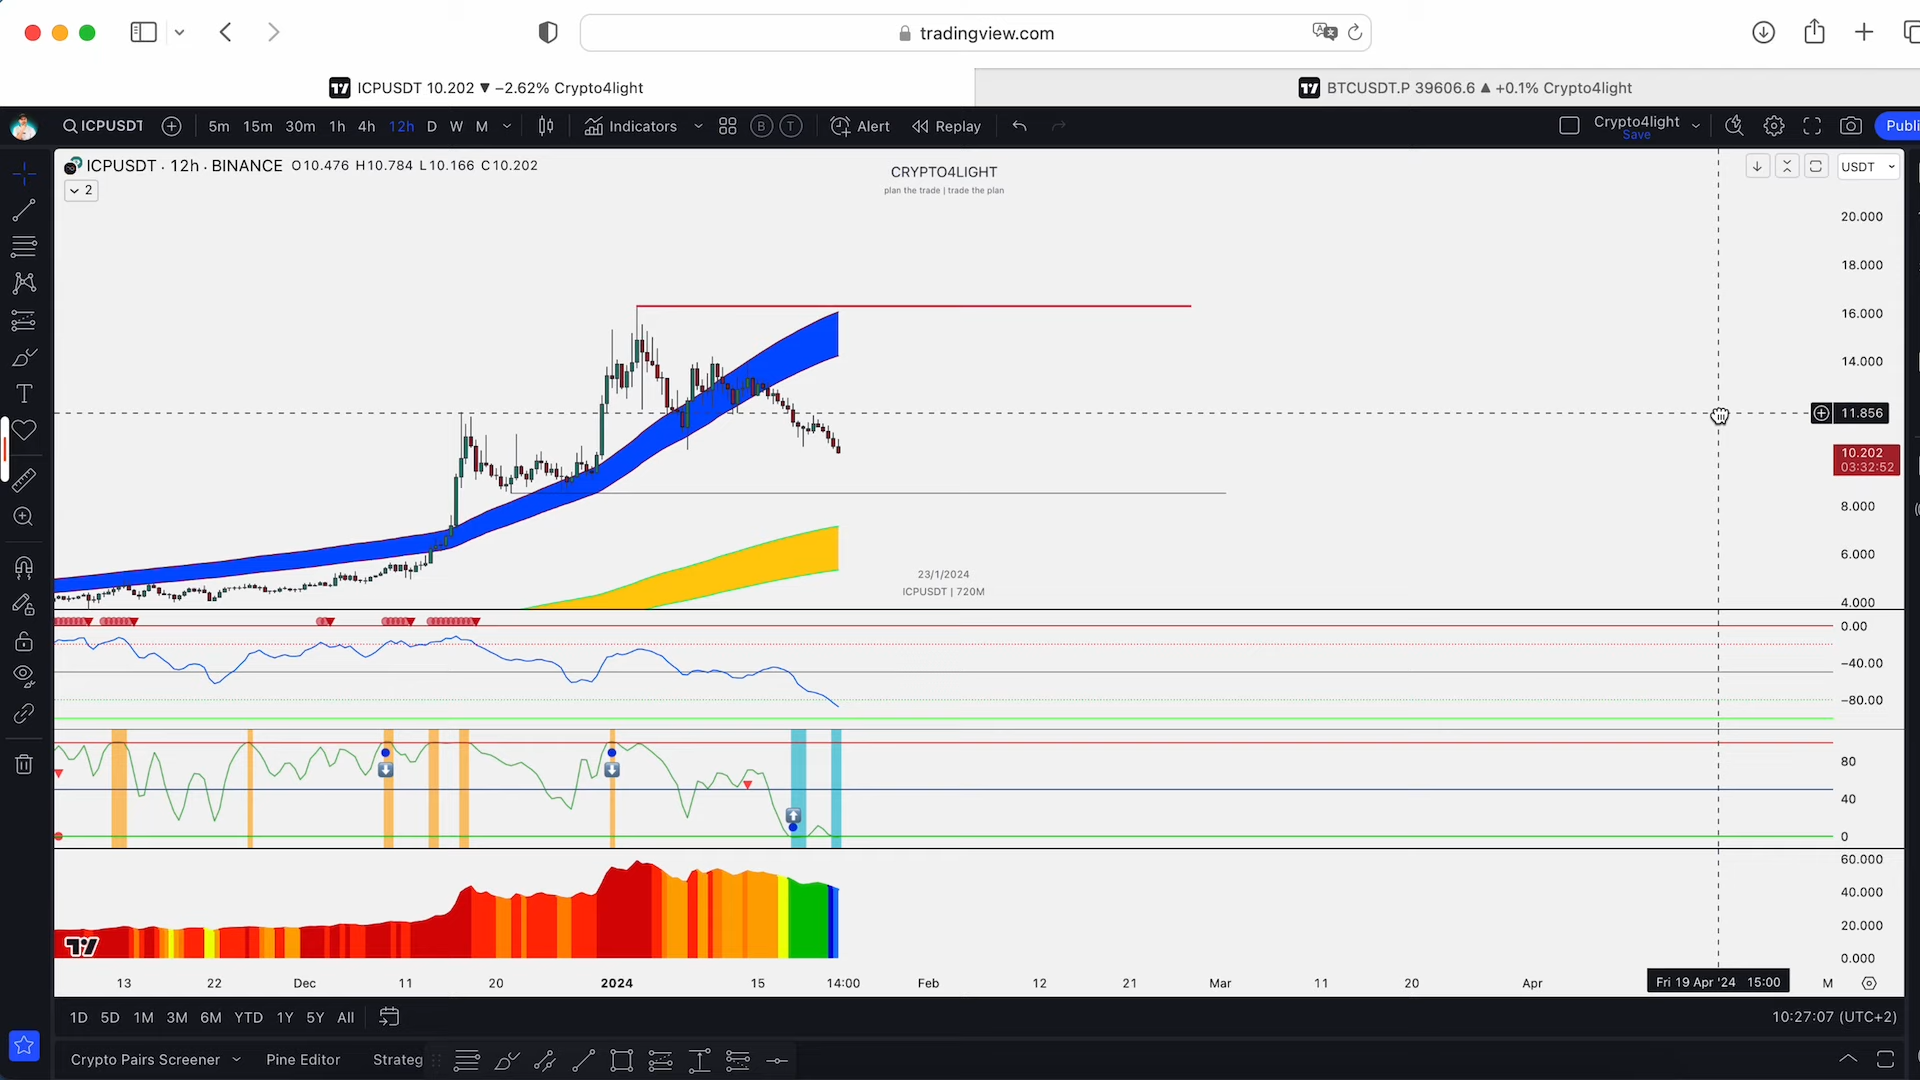 tradingview.com
ICPUSDT 10.202 ▼ −2.62% Crypto4light
BTCUSDT.P 39606.6 ▲ +0.1% Crypto4light
ICPUSDT
5m 15m 30m 1h 4h 12h D W M
Indicators
B T
Alert
Replay
Crypto4light
Save
Publi
ICPUSDT · 12h · BINANCE O10.476 H10.784 L10.166 C10.202
2
CRYPTO4LIGHT
plan the trade | trade the plan
USDT
20.000
18.000
16.000
14.000
11.856
10.202
03:32:52
8.000
6.000
4.000
23/1/2024
ICPUSDT | 720M
0.00
−40.00
−80.00
80
40
0
60.000
40.000
20.000
0.000
13 22 Dec 11 20 2024 15 14:00 Feb 12 21 Mar 11 20 Apr Fri 19 Apr '24 15:00 M
1D 5D 1M 3M 6M YTD 1Y 5Y All
10:27:07 (UTC+2)
Crypto Pairs Screener Pine Editor Strateg